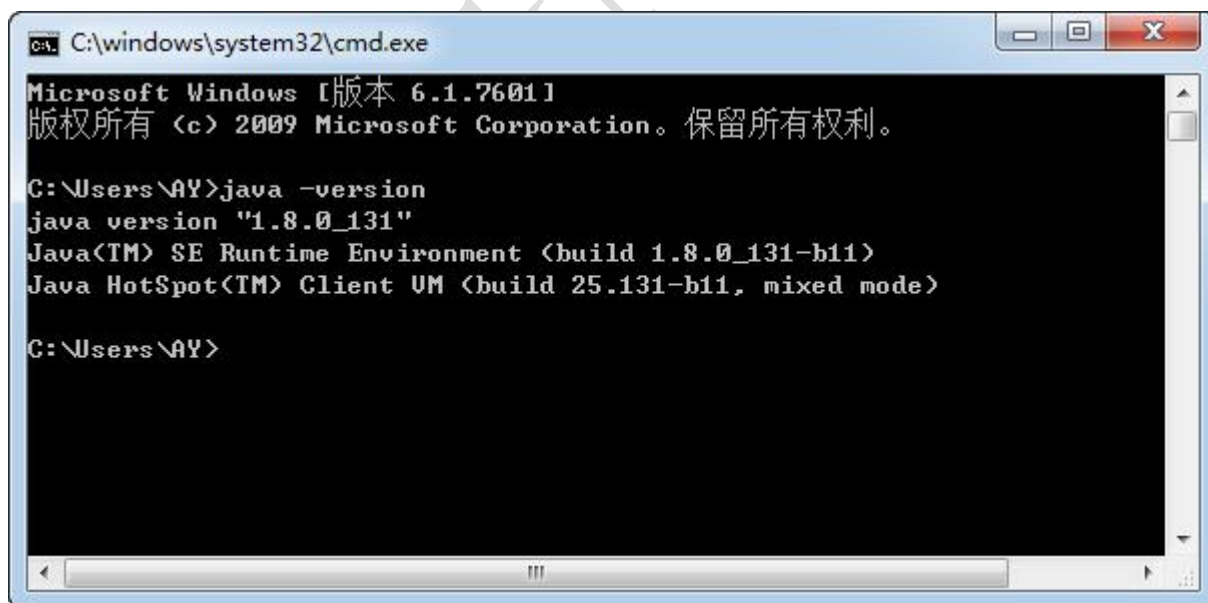 C:\windows\system32\cmd.exe
Microsoft Windows [版本 6.1.7601]
版权所有 (c) 2009 Microsoft Corporation。保留所有权利。
C:\Users\AY>java -version
java version "1.8.0_131"
Java(TM) SE Runtime Environment (build 1.8.0_131-b11)
Java HotSpot(TM) Client VM (build 25.131-b11, mixed mode)
C:\Users\AY>